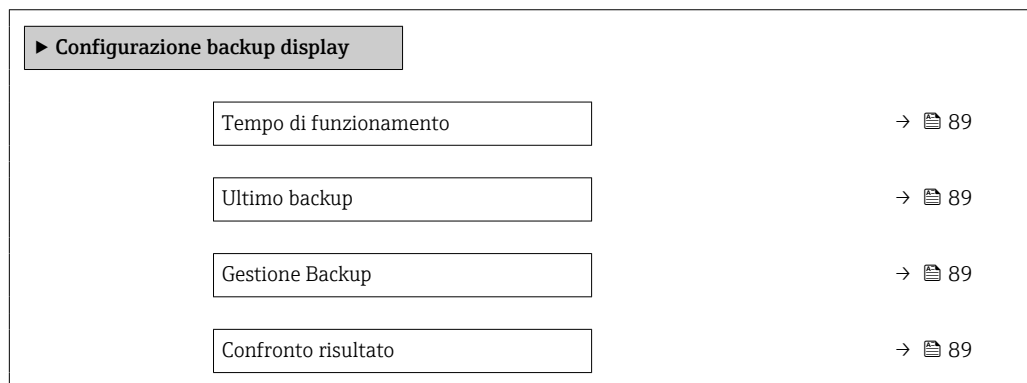 ▶ Configurazione backup display
Tempo di funzionamento → 89
Ultimo backup → 89
Gestione Backup → 89
Confronto risultato → 89